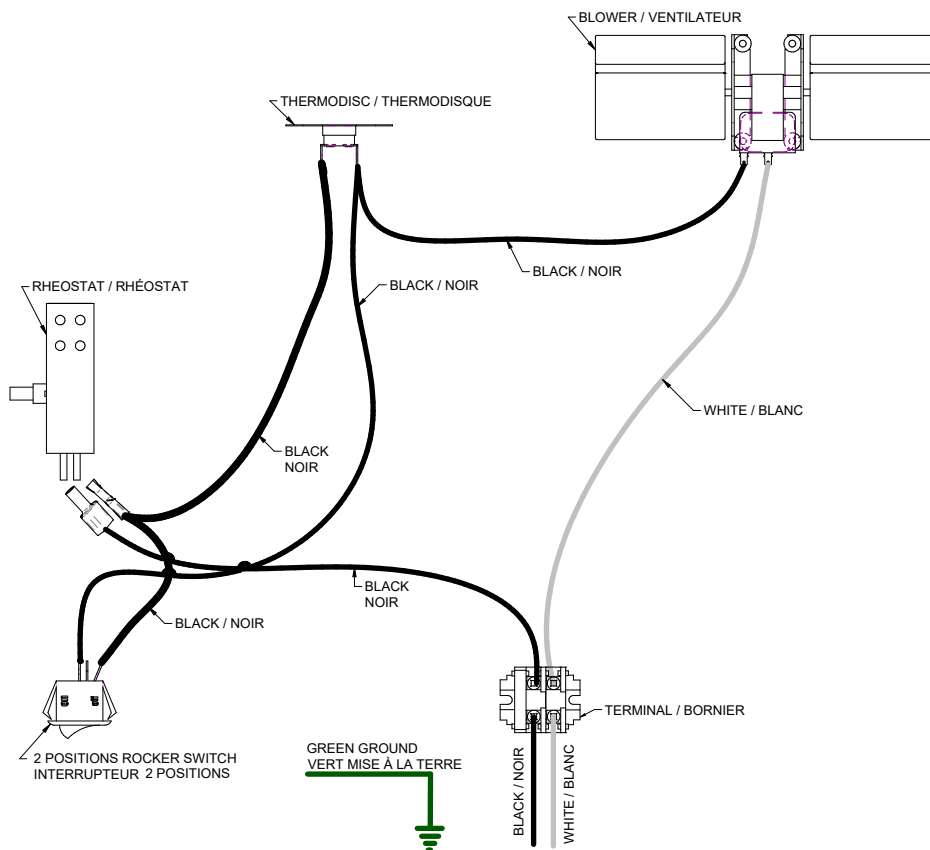 BLOWER / VENTILATEUR
THERMODISC / THERMODISQUE
BLACK / NOIR
BLACK / NOIR
RHEOSTAT / RHÉOSTAT
WHITE / BLANC
BLACK
NOIR
BLACK
NOIR
BLACK / NOIR
TERMINAL / BORNIER
2 POSITIONS ROCKER SWITCH
INTERRUPTEUR 2 POSITIONS
GREEN GROUND
VERT MISE À LA TERRE
BLACK / NOIR
WHITE / BLANC